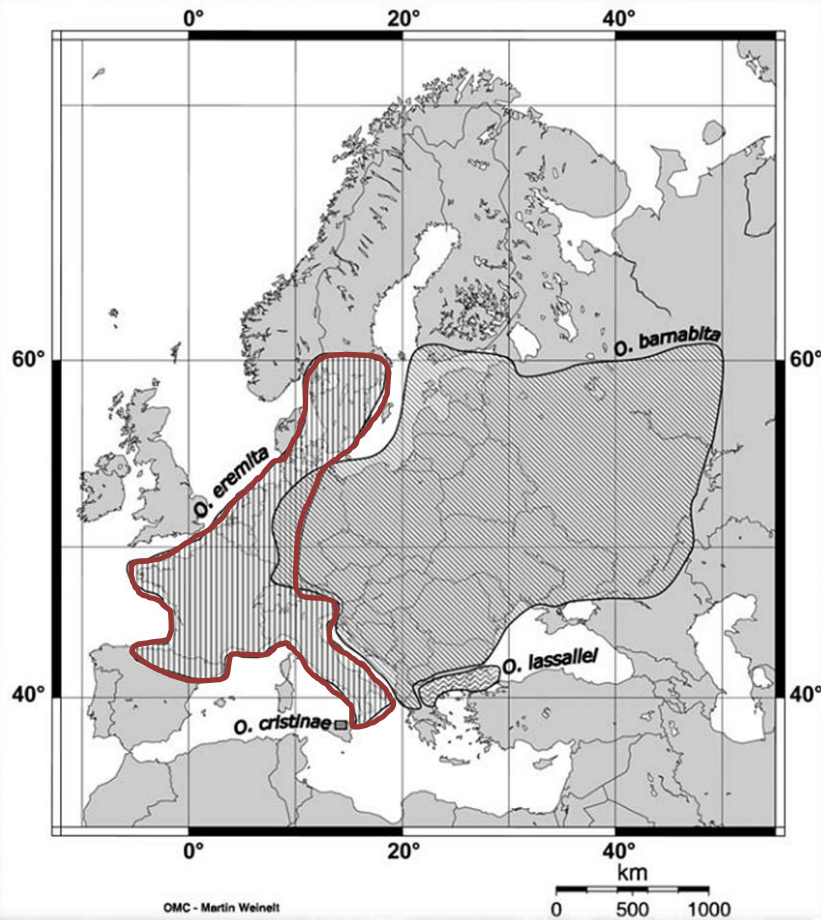 0° 20° 40°
O. barnabita
60° 60°
O. eremita
O. lassallei
40° 40°
O. cristinae
0° 20° 40°
km
OMC - Martin Weinelt
0 500 1000